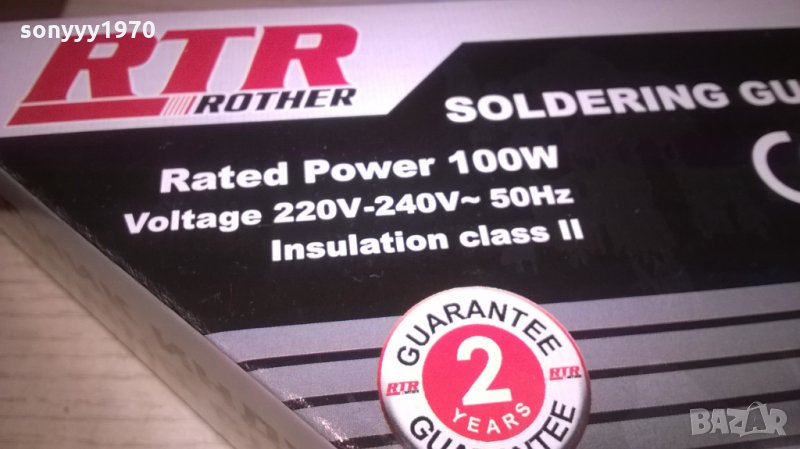 sonyyy1970
RTR
ROTHER
SOLDERING GU
Rated Power 100W
Voltage 220V-240V~ 50Hz
Insulation class II
GUARANTEE
RTR
ROTHER
2
RTR
YEARS
GUARANTEE
BAZAR